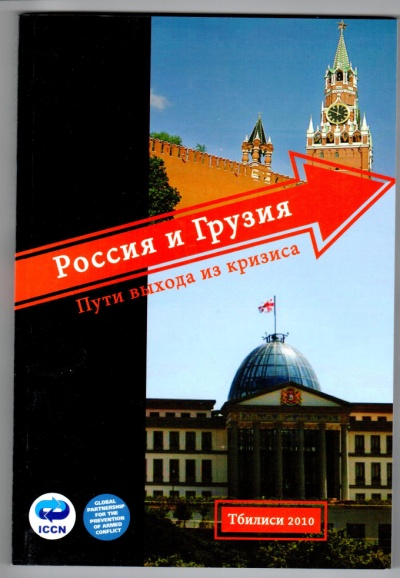 Россия и Грузия
Пути выхода из кризиса
ICCN
GLOBAL
PARTNERSHIP
FOR THE
PREVENTION
OF ARMED
CONFLICT
Тбилиси 2010